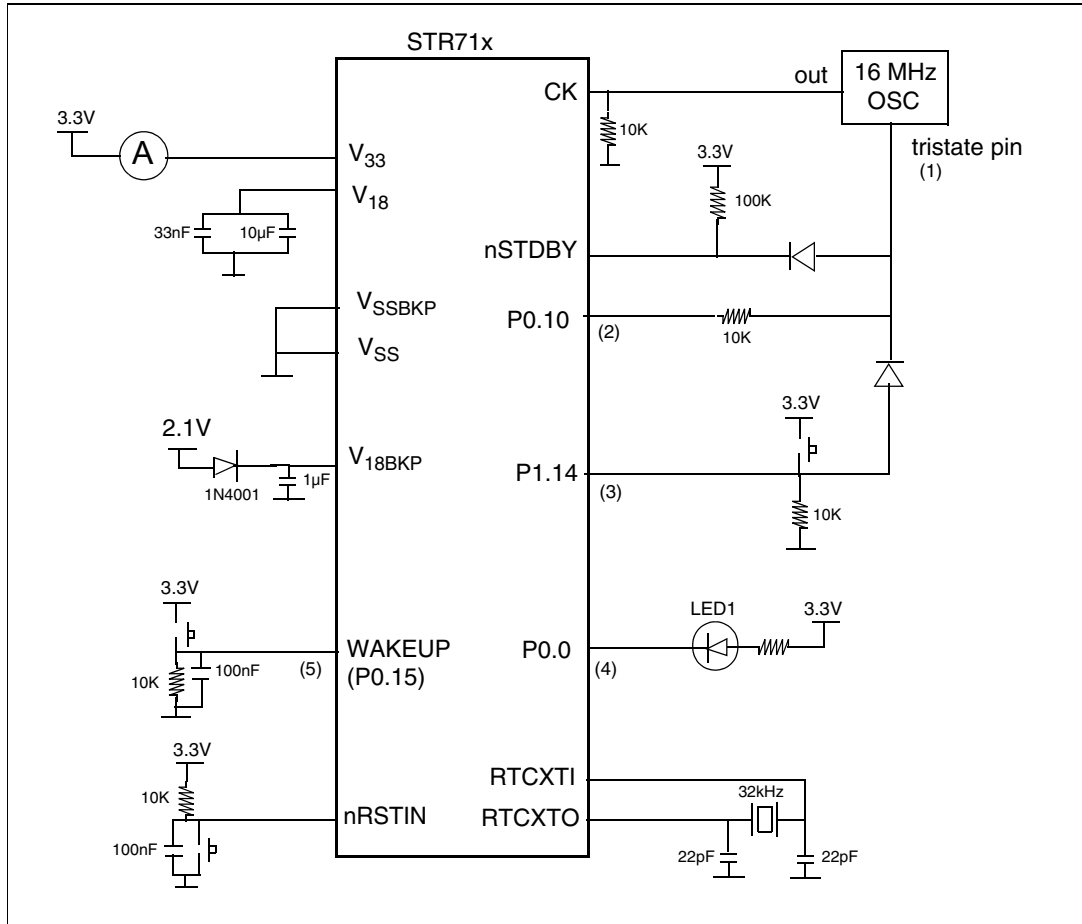 STR71x
CK
out
16 MHz
OSC
10K
tristate pin
(1)
3.3V
A
V33
V18
33nF
10µF
3.3V
100K
nSTDBY
VSSBKP
VSS
P0.10
(2)
10K
2.1V
1N4001
1µF
V18BKP
3.3V
P1.14
(3)
10K
3.3V
10K
100nF
(5)
WAKEUP
(P0.15)
P0.0
(4)
LED1
3.3V
3.3V
10K
100nF
nRSTIN
RTCXTI
RTCXTO
32kHz
22pF
22pF